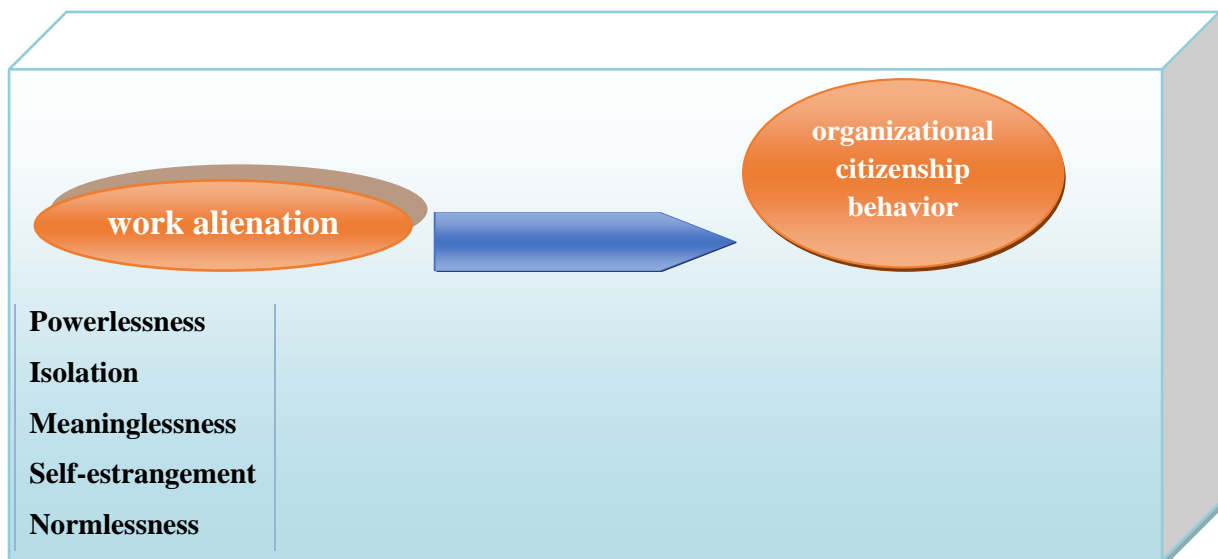 organizational
citizenship
behavior
work alienation
Powerlessness
Isolation
Meaninglessness
Self-estrangement
Normlessness